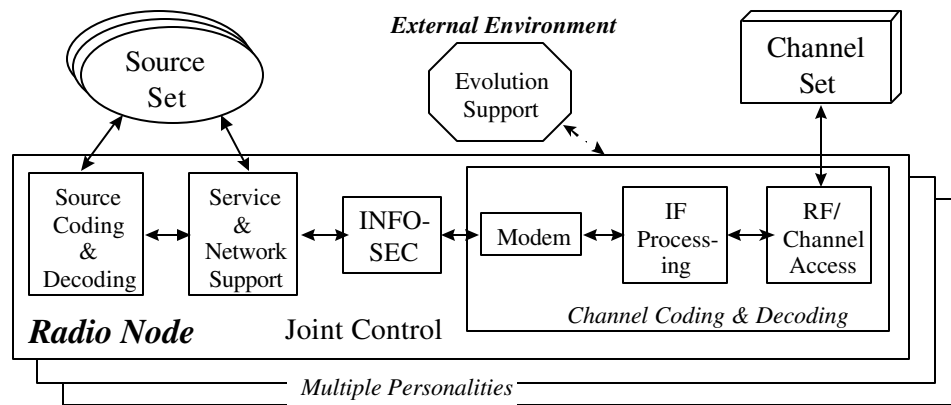 External Environment
Source
Set
Evolution
Support
Channel
Set
Source
Coding
&
Decoding
Service
&
Network
Support
INFO-
SEC
Modem
IF
Process-
ing
RF/
Channel
Access
Channel Coding & Decoding
Radio Node
Joint Control
Multiple Personalities